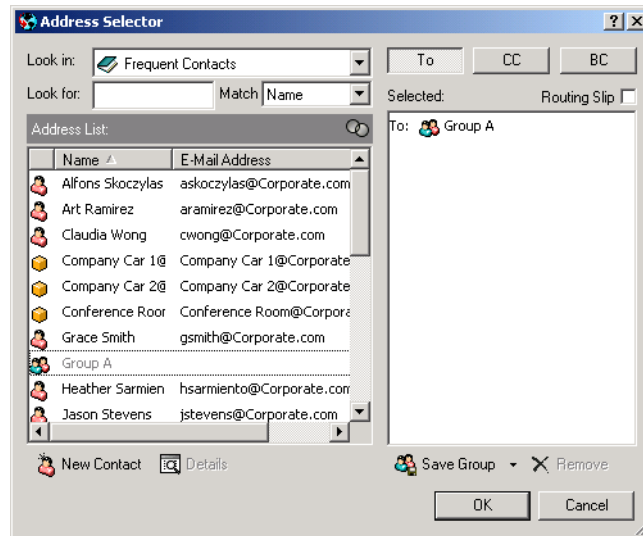 Address Selector
Look in: Frequent Contacts
To CC BC
Look for: Match Name
Selected: Routing Slip
Address List:
To: Group A
Name E-Mail Address
Alfons Skoczylas askoczylas@Corporate.com
Art Ramirez aramirez@Corporate.com
Claudia Wong cwong@Corporate.com
Company Car 1@ Company Car 1@Corporate
Company Car 2@ Company Car 2@Corporate
Conference Roor Conference Room@Corpora
Grace Smith gsmith@Corporate.com
Group A
Heather Sarmien hsarmiento@Corporate.com
Jason Stevens jstevens@Corporate.com
New Contact Details
Save Group Remove
OK Cancel